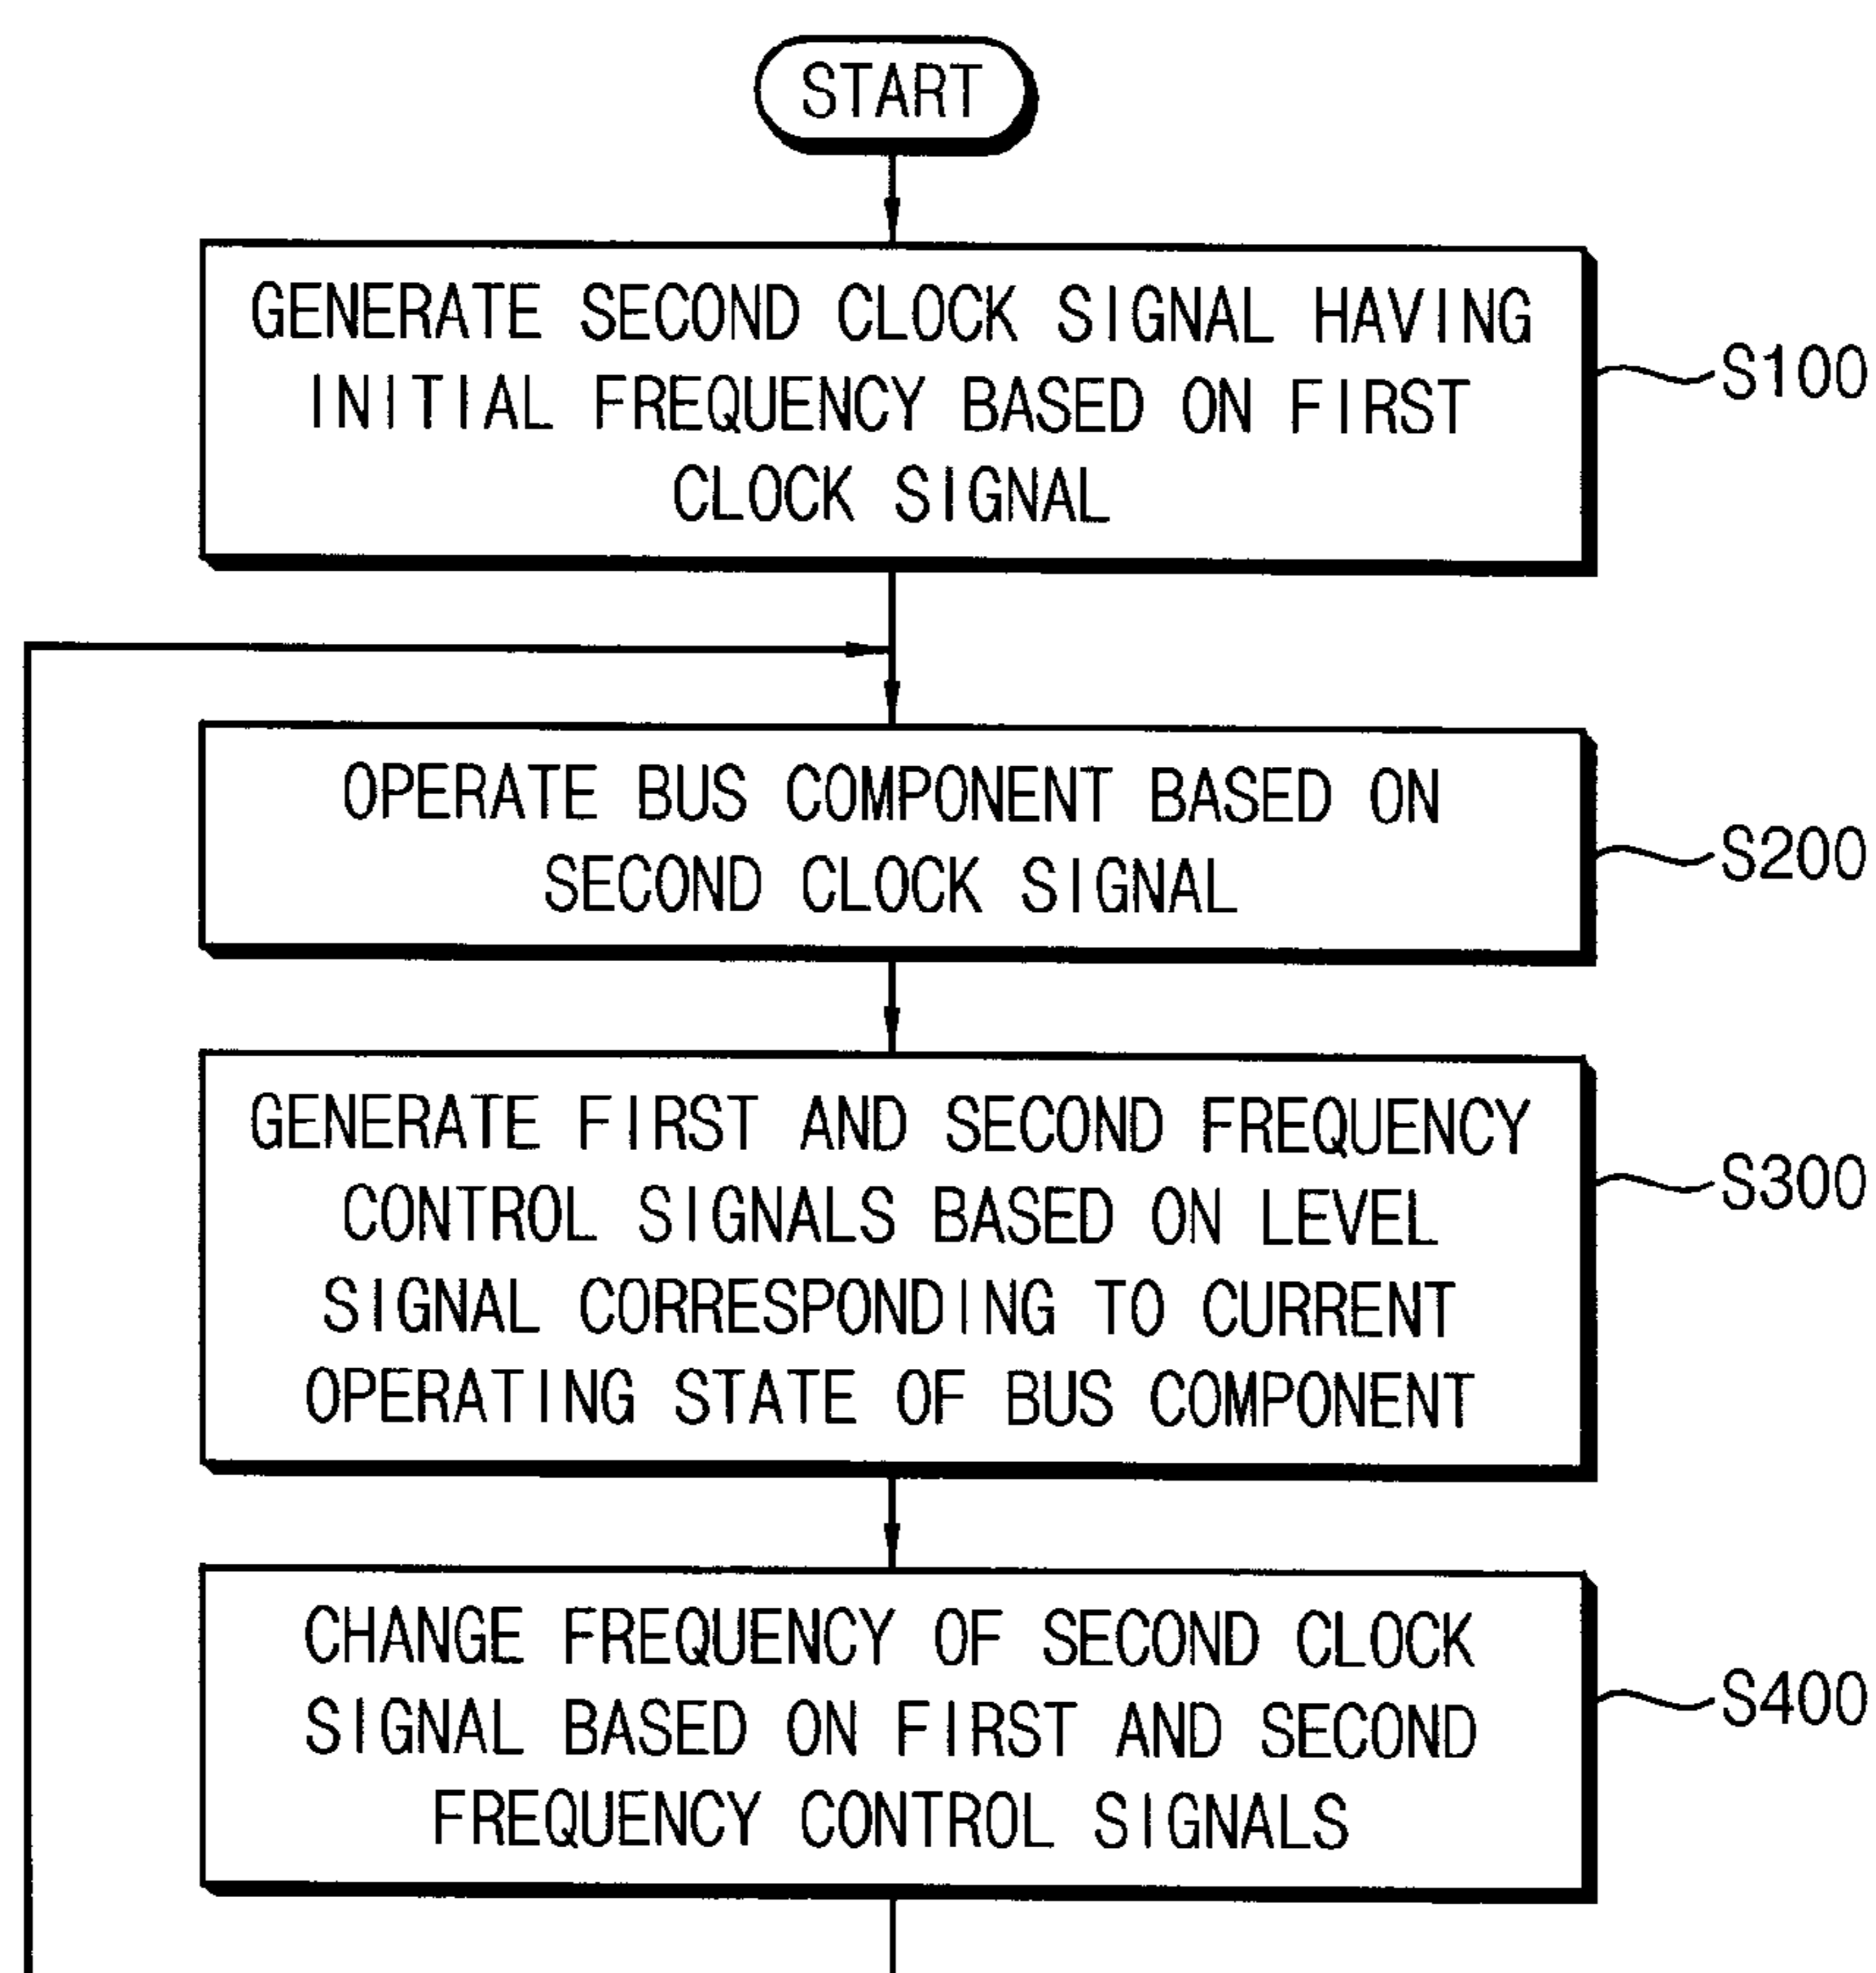 START
GENERATE SECOND CLOCK SIGNAL HAVING
INITIAL FREQUENCY BASED ON FIRST
CLOCK SIGNAL
S100
OPERATE BUS COMPONENT BASED ON
SECOND CLOCK SIGNAL
S200
GENERATE FIRST AND SECOND FREQUENCY
CONTROL SIGNALS BASED ON LEVEL
SIGNAL CORRESPONDING TO CURRENT
OPERATING STATE OF BUS COMPONENT
S300
CHANGE FREQUENCY OF SECOND CLOCK
SIGNAL BASED ON FIRST AND SECOND
FREQUENCY CONTROL SIGNALS
S400